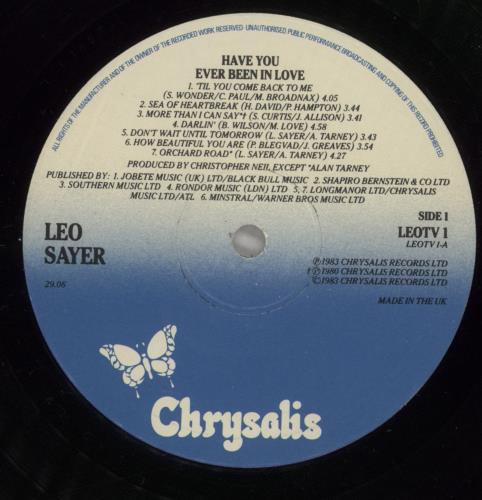 ALL RIGHTS OF THE MANUFACTURER AND OF THE OWNER OF THE RECORDED WORK RESERVED · UNAUTHORISED PUBLIC PERFORMANCE BROADCASTING AND COPYING OF THIS RECORD PROHIBITED
HAVE YOU
EVER BEEN IN LOVE
1. 'TIL YOU COME BACK TO ME
(S. WONDER/C. PAUL/M. BROADNAX) 4.05
2. SEA OF HEARTBREAK (H. DAVID/P. HAMPTON) 3.44
3. MORE THAN I CAN SAY*† (S. CURTIS/J. ALLISON) 3.41
4. DARLIN' (B. WILSON/M. LOVE) 4.58
5. DON'T WAIT UNTIL TOMORROW (L. SAYER/A. TARNEY) 3.43
6. HOW BEAUTIFUL YOU ARE (P. BLEGVAD/J. GREAVES) 3.54
7. ORCHARD ROAD* (L. SAYER/A. TARNEY) 4.27
PRODUCED BY CHRISTOPHER NEIL, EXCEPT *ALAN TARNEY
PUBLISHED BY: 1. JOBETE MUSIC (UK) LTD/BLACK BULL MUSIC 2. SHAPIRO BERNSTEIN & CO LTD
3. SOUTHERN MUSIC LTD 4. RONDOR MUSIC (LDN) LTD 5, 7. LONGMANOR LTD/CHRYSALIS
MUSIC LTD/ATL 6. MINSTRAL/WARNER BROS MUSIC LTD
LEO
SAYER
29.06
SIDE 1
LEOTV 1
LEOTV 1-A
℗1983 CHRYSALIS RECORDS LTD
†℗1980 CHRYSALIS RECORDS LTD
©1983 CHRYSALIS RECORDS LTD
MADE IN THE UK
Chrysalis